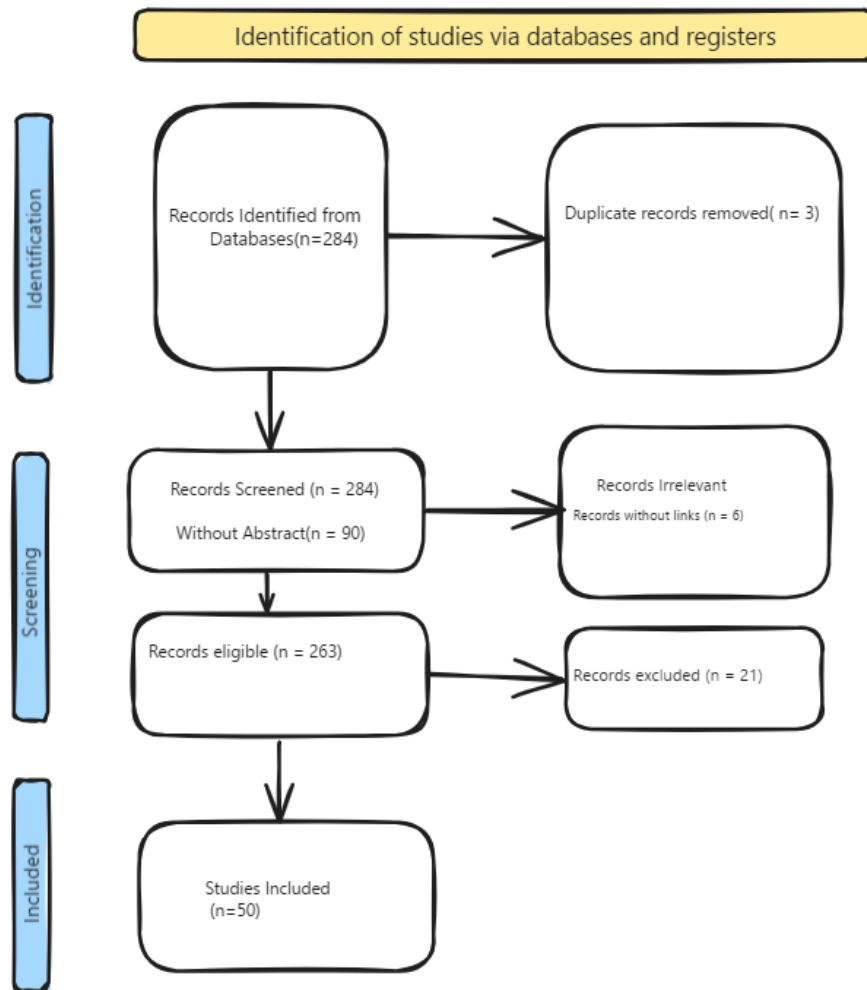 Identification of studies via databases and registers
Identification
Records Identified from
Databases(n=284)
Duplicate records removed( n= 3)
Screening
Records Screened (n = 284)
Without Abstract(n = 90)
Records Irrelevant
Records without links (n = 6)
Records eligible (n = 263)
Records excluded (n = 21)
Included
Studies Included
(n=50)